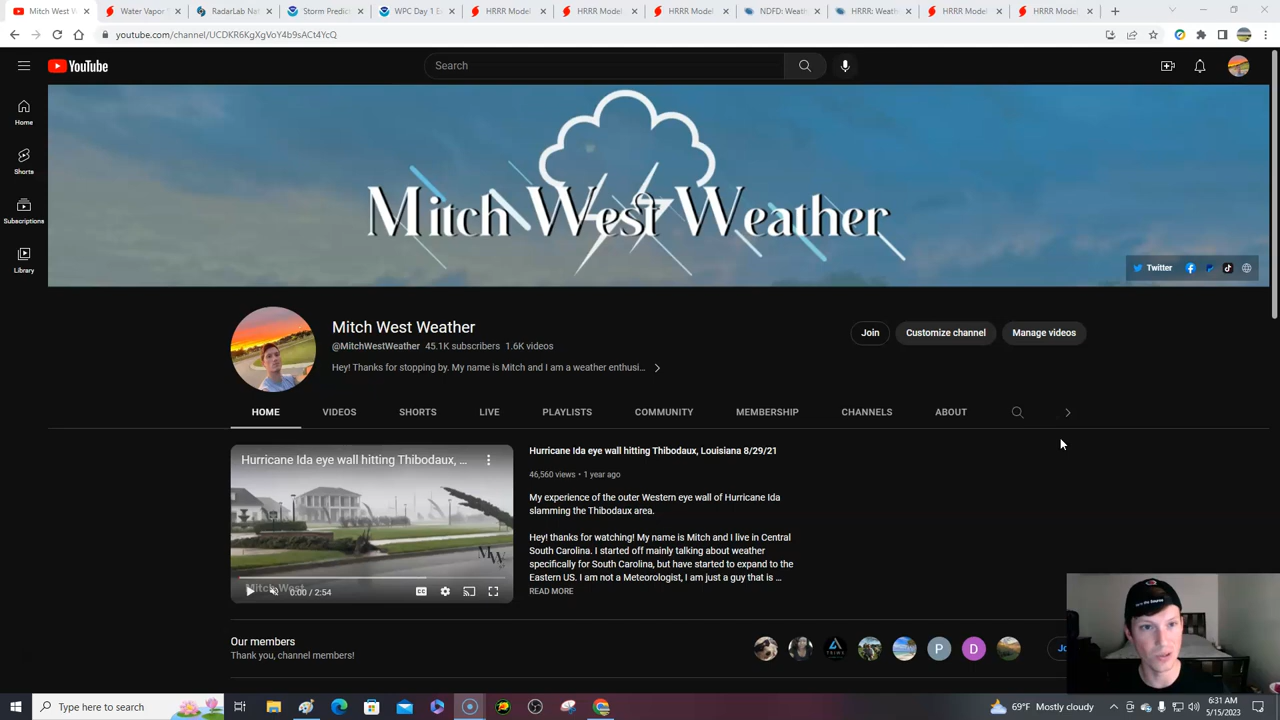 Mitch West W
Water Vapor S
RadarLab Nat
Storm Predic
WPC Day 1 E
HRRR Model
HRRR Model
HRRR Model
NDFD: Weath
HRRR: Weath
HRRR Model
HRRR Model
youtube.com/channel/UCDKR6KgXgVoY4b9sACt4YcQ
YouTube
Search
Home
Shorts
Subscriptions
Library
Mitch West Weather
Twitter
Mitch West Weather
@MitchWestWeather 45.1K subscribers 1.6K videos
Hey! Thanks for stopping by. My name is Mitch and I am a weather enthusi...
Join
Customize channel
Manage videos
HOME VIDEOS SHORTS LIVE PLAYLISTS COMMUNITY MEMBERSHIP CHANNELS ABOUT
Hurricane Ida eye wall hitting Thibodaux, ...
Mitch West
0:00 / 2:54
Hurricane Ida eye wall hitting Thibodaux, Louisiana 8/29/21
46,560 views • 1 year ago
My experience of the outer Western eye wall of Hurricane Ida
slamming the Thibodaux area.
Hey! thanks for watching! My name is Mitch and I live in Central
South Carolina. I started off mainly talking about weather
specifically for South Carolina, but have started to expand to the
Eastern US. I am not a Meteorologist, I am just a guy that is ...
READ MORE
Our members
Thank you, channel members!
P
D
Type here to search
69°F Mostly cloudy
6:31 AM
5/15/2023